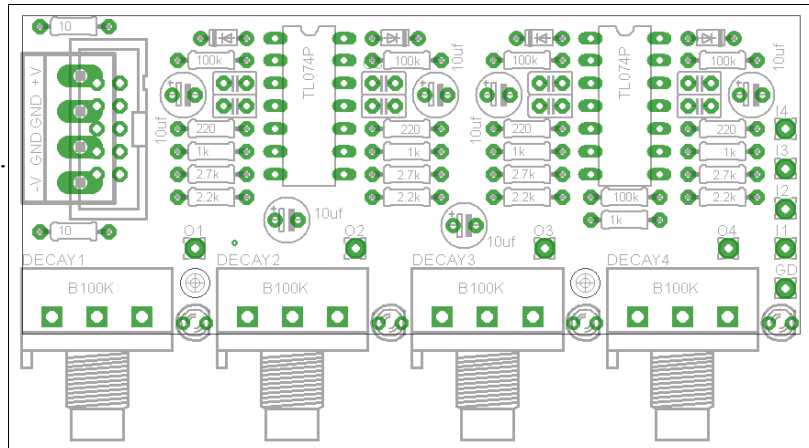 10
100k
100k
100k
100k
TL074P
TL074P
+V
GND
GND
-V
10uf
10uf
10uf
10uf
220
220
220
220
1k
1k
1k
1k
2.7k
2.7k
2.7k
2.7k
2.2k
2.2k
2.2k
2.2k
100k
1k
10uf
10uf
10
I4
I3
I2
I1
GD
O1
O2
O3
O4
DECAY1
DECAY2
DECAY3
DECAY4
B100K
B100K
B100K
B100K